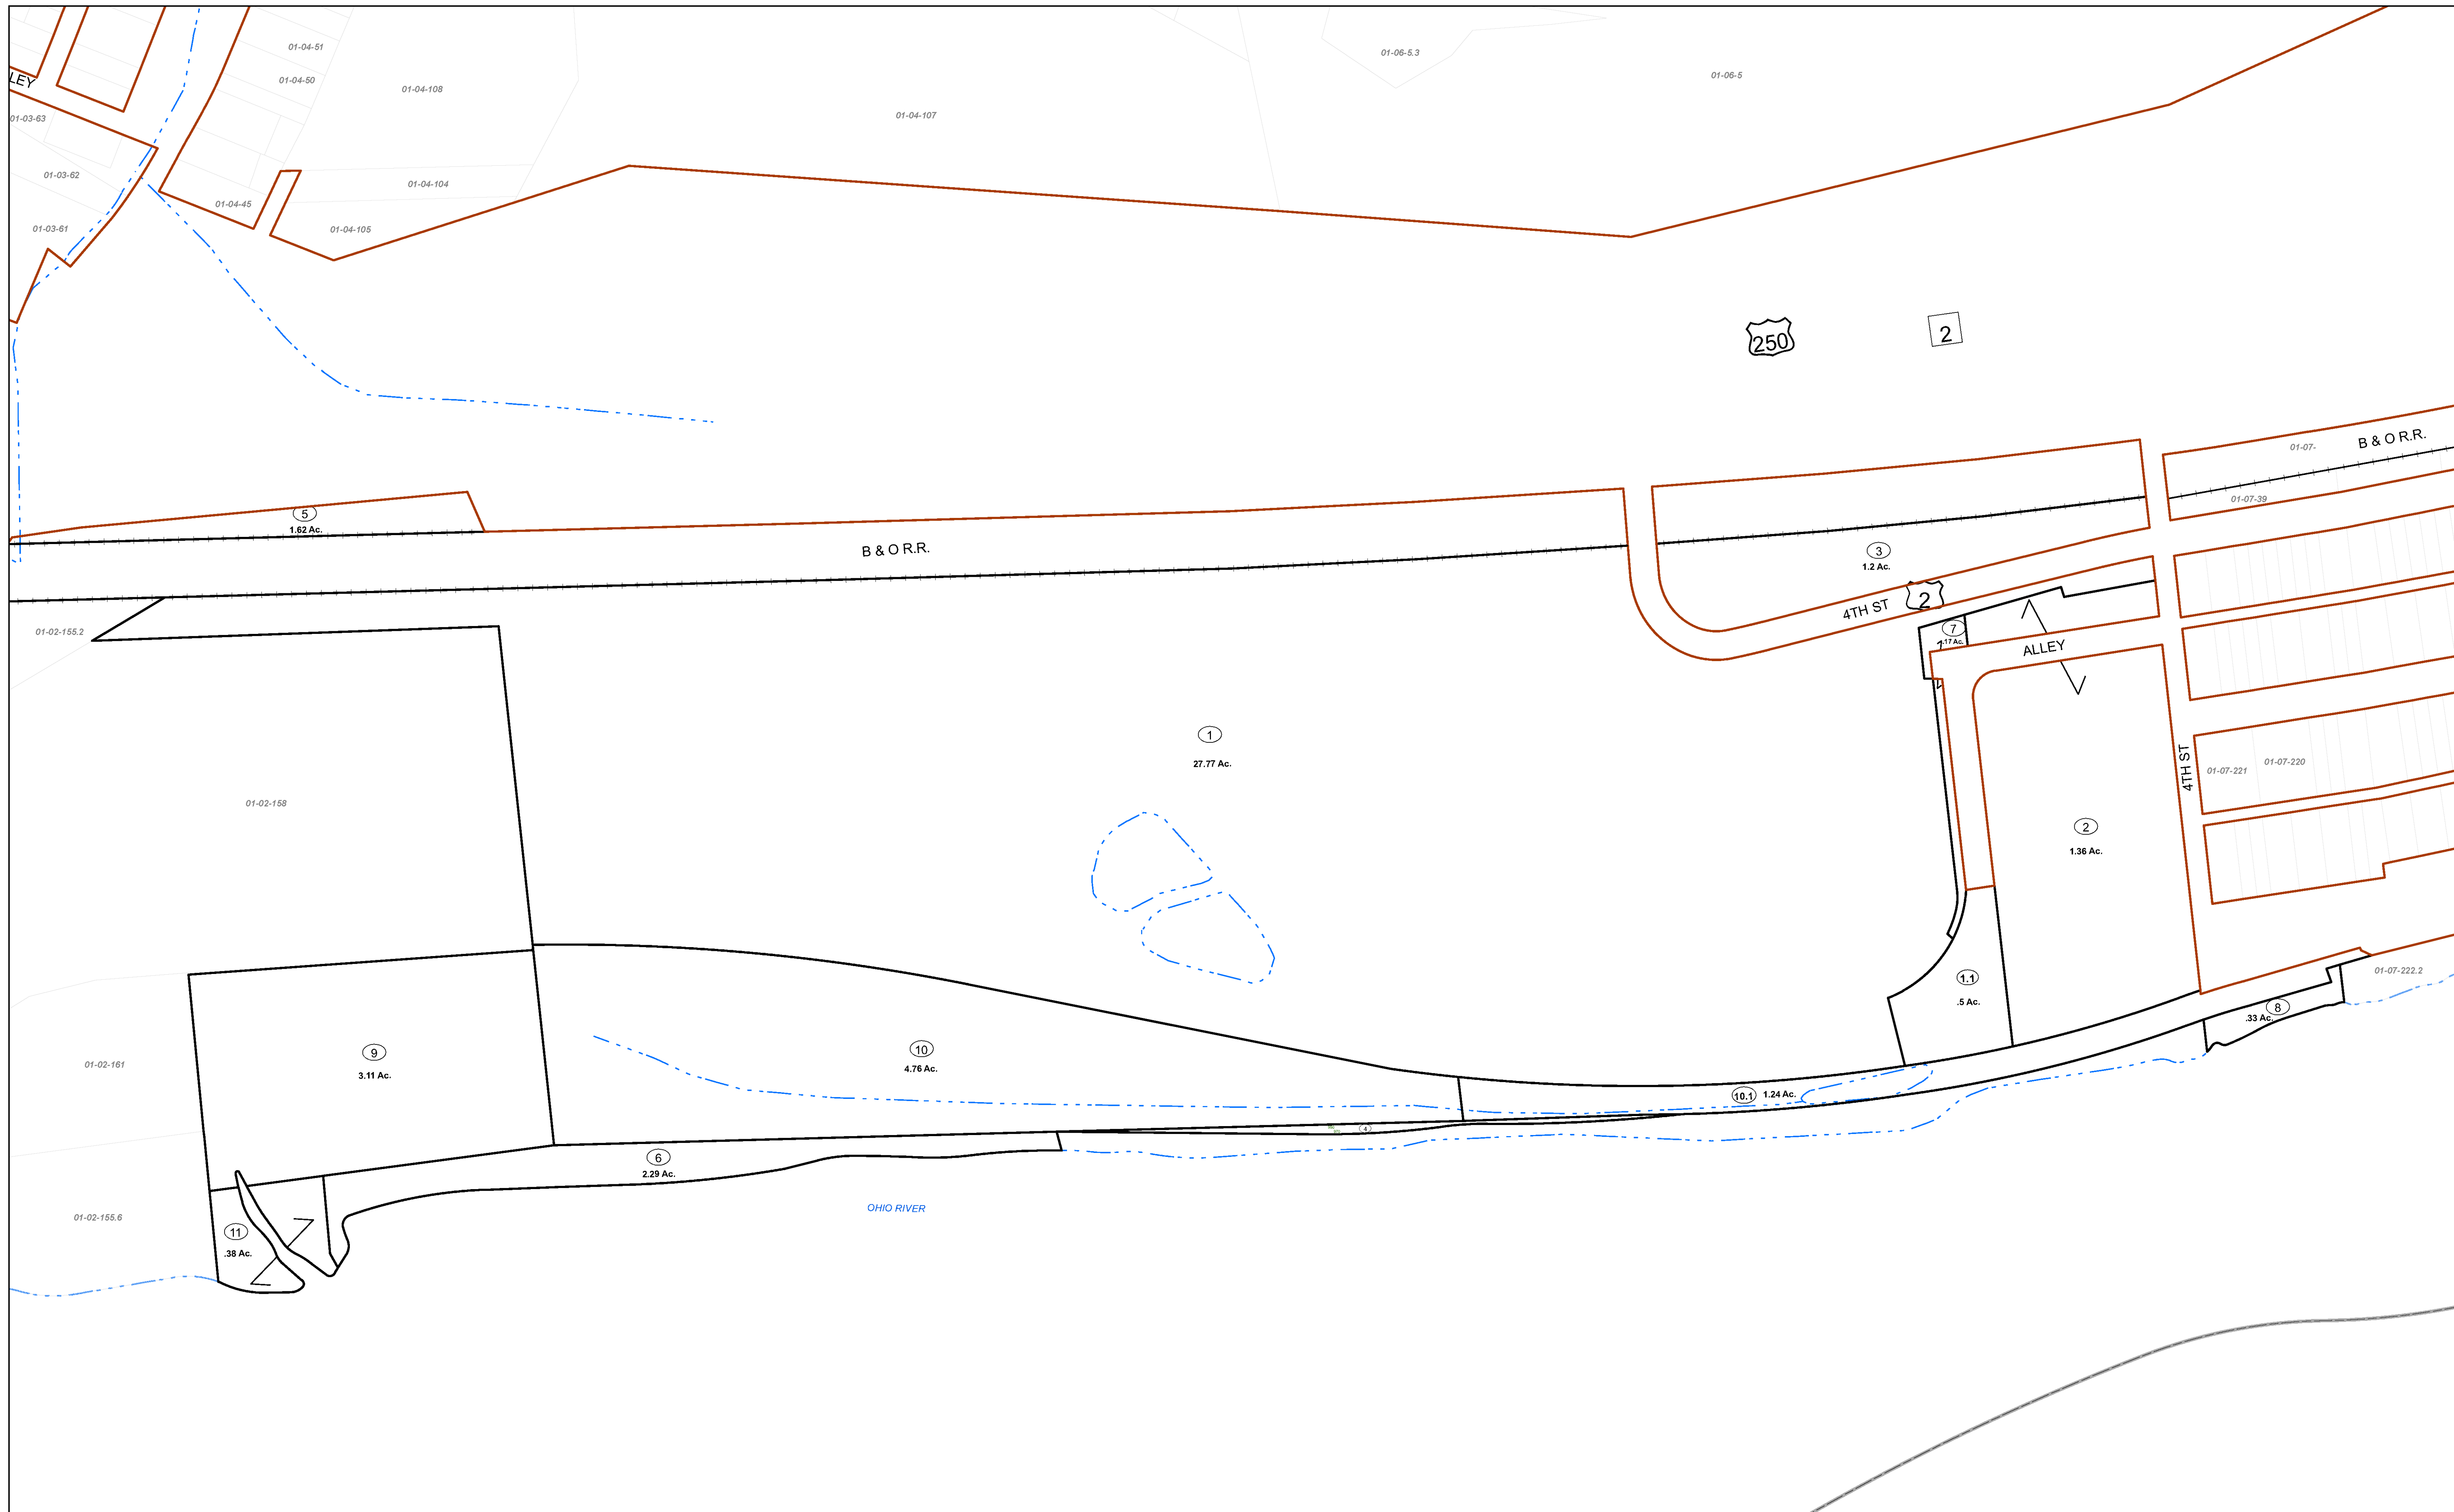 01-04-51
01-06-5.3
01-06-5
LEY
01-04-50
01-04-108
01-04-107
01-03-63
01-03-62
01-04-104
01-04-45
01-03-61
01-04-105
250
2
01-07-
B & O R.R.
01-07-39
5
1.62 Ac.
B & O R.R.
3
1.2 Ac.
4TH ST
2
01-02-155.2
7
.17 Ac.
ALLEY
1
27.77 Ac.
4TH ST
01-07-221
01-07-220
01-02-158
2
1.36 Ac.
1.1
.5 Ac.
01-07-222.2
8
.33 Ac.
9
3.11 Ac.
10
4.76 Ac.
01-02-161
10.1
1.24 Ac.
4
6
2.29 Ac.
OHIO RIVER
01-02-155.6
11
.38 Ac.